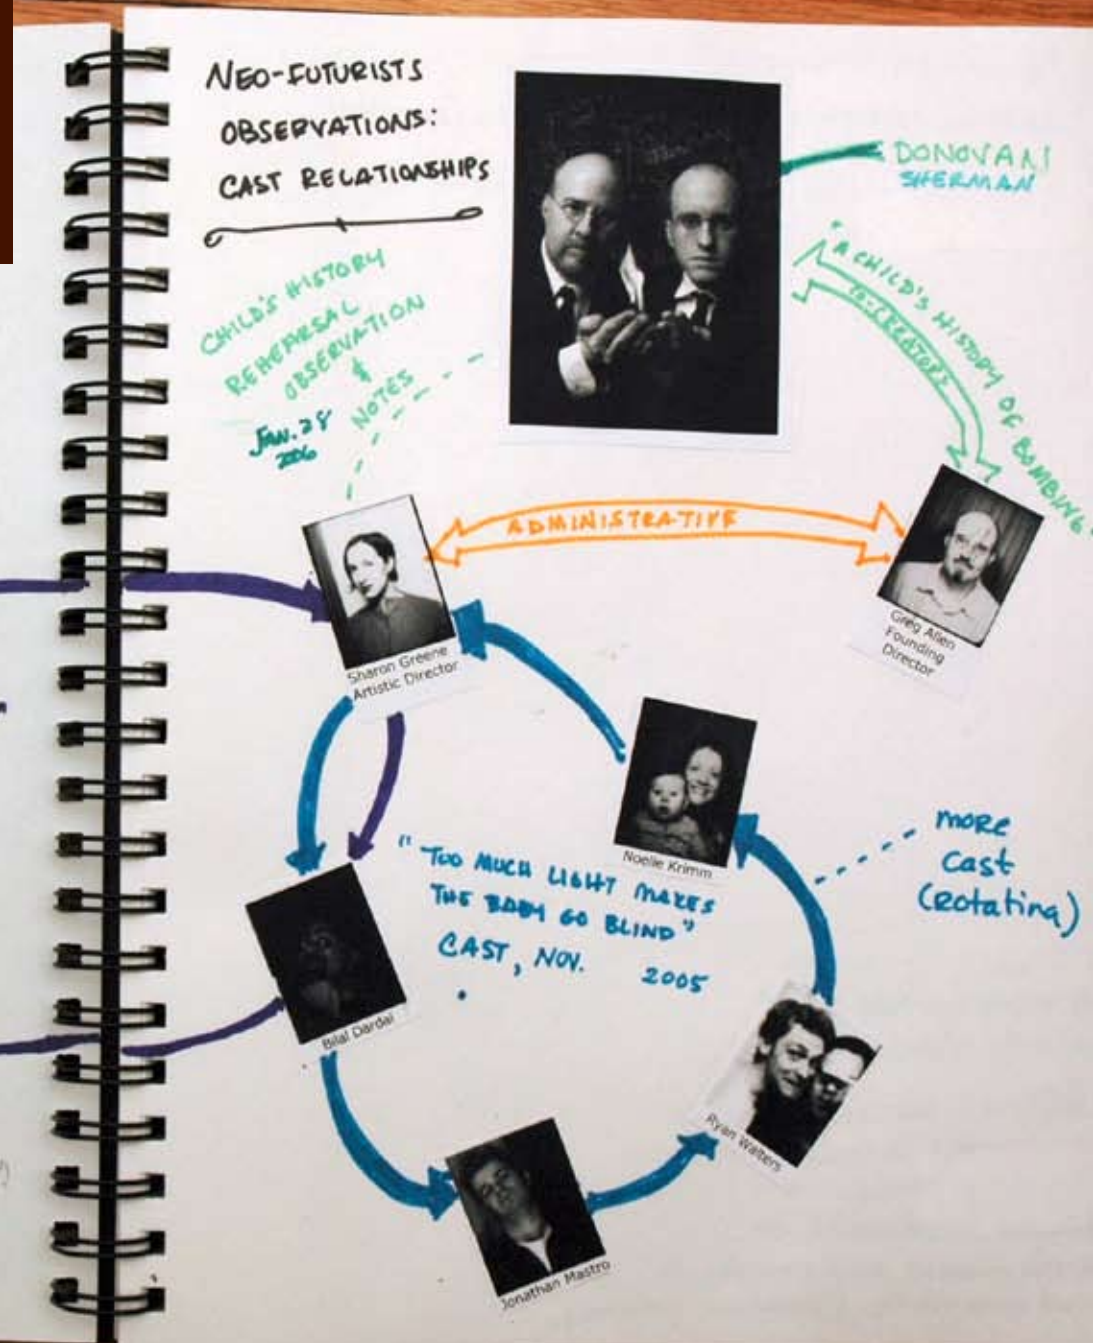 NEO-FUTURISTS
OBSERVATIONS:
CAST RELATIONSHIPS
DONOVAN
SHERMAN
"A CHILD'S HISTORY OF BOMBING"
CO-CREATORS
CHILD'S HISTORY
REHEARSAL
OBSERVATION
&
NOTES
JAN. 28
ADMINISTRATIVE
Sharon Greene
Artistic Director
Greg Allen
Founding
Director
Noelle Krimm
more
Cast
(rotating)
"TOO MUCH LIGHT MAKES
THE BABY GO BLIND"
CAST, NOV. 2005
Bilal Dardai
Ryan Walters
Jonathan Mastro